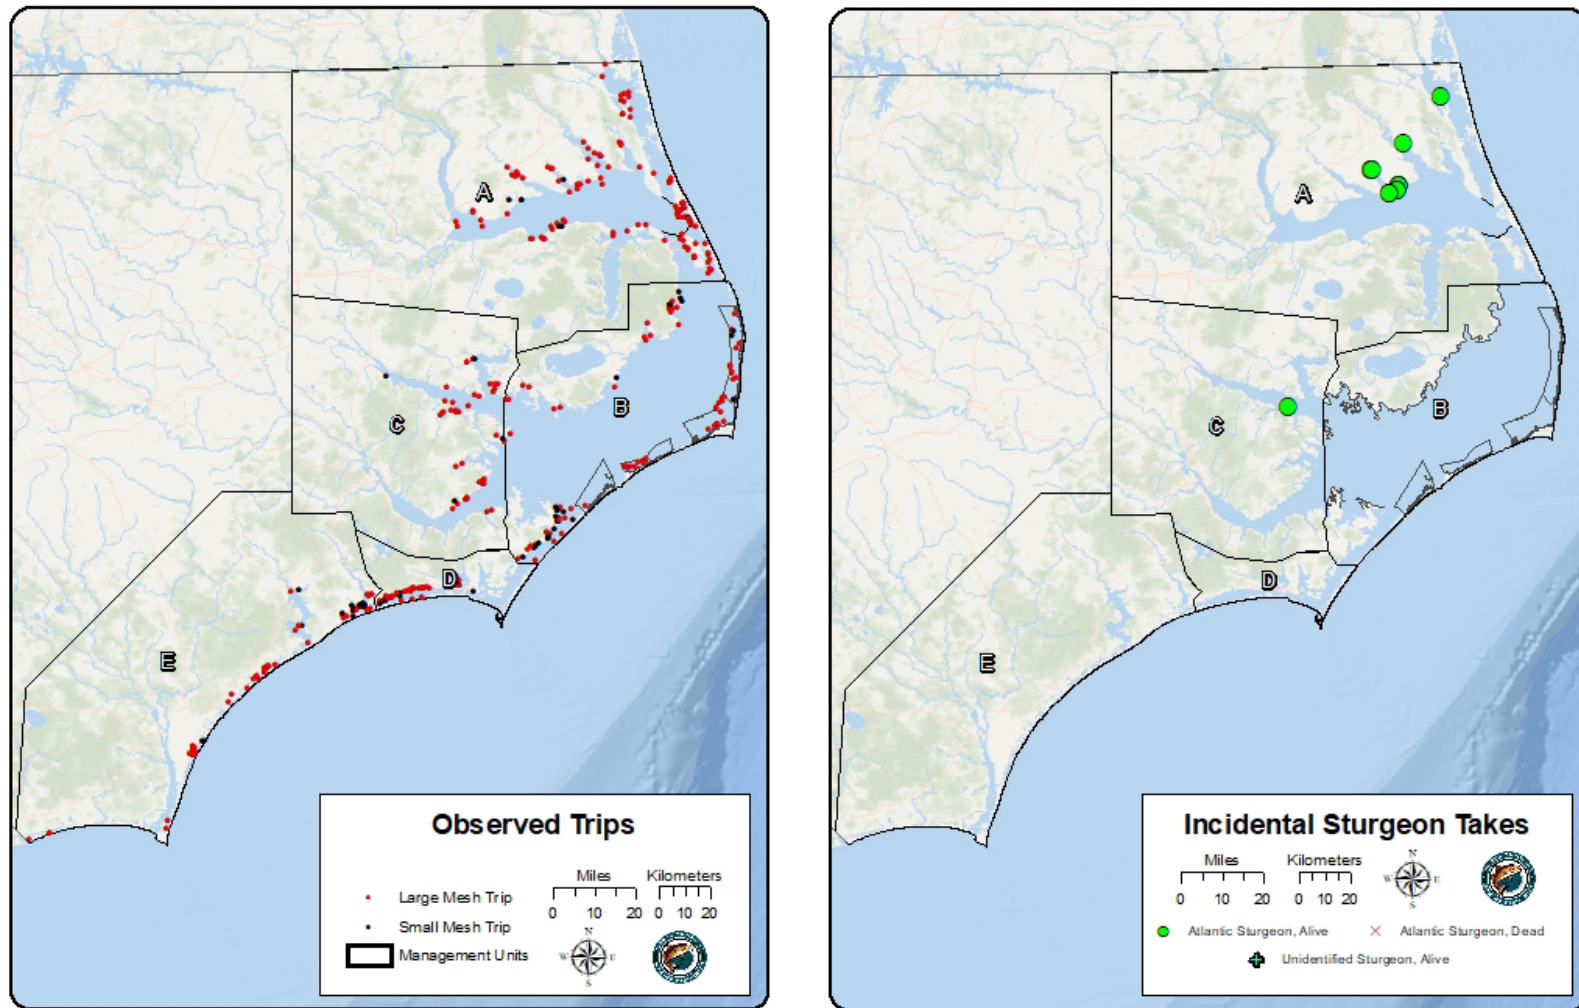 A
B
C
D
E
Observed Trips
Miles Kilometers
0 10 20 0 10 20
Large Mesh Trip
Small Mesh Trip
Management Units
N
W E
S
A
B
C
D
E
Incidental Sturgeon Takes
Miles Kilometers
0 10 20 0 10 20
N
W E
S
Atlantic Sturgeon, Alive Atlantic Sturgeon, Dead
Unidentified Sturgeon, Alive